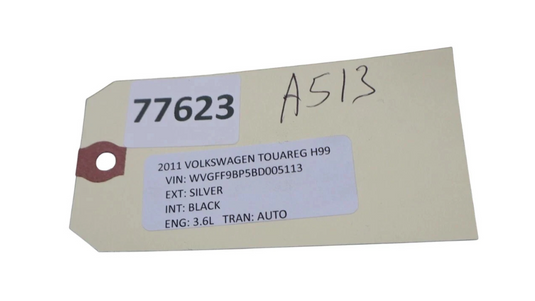 77623
A513
2011 VOLKSWAGEN TOUAREG H99
VIN: WVGFF9BP5BD005113
EXT: SILVER
INT: BLACK
ENG: 3.6L TRAN: AUTO